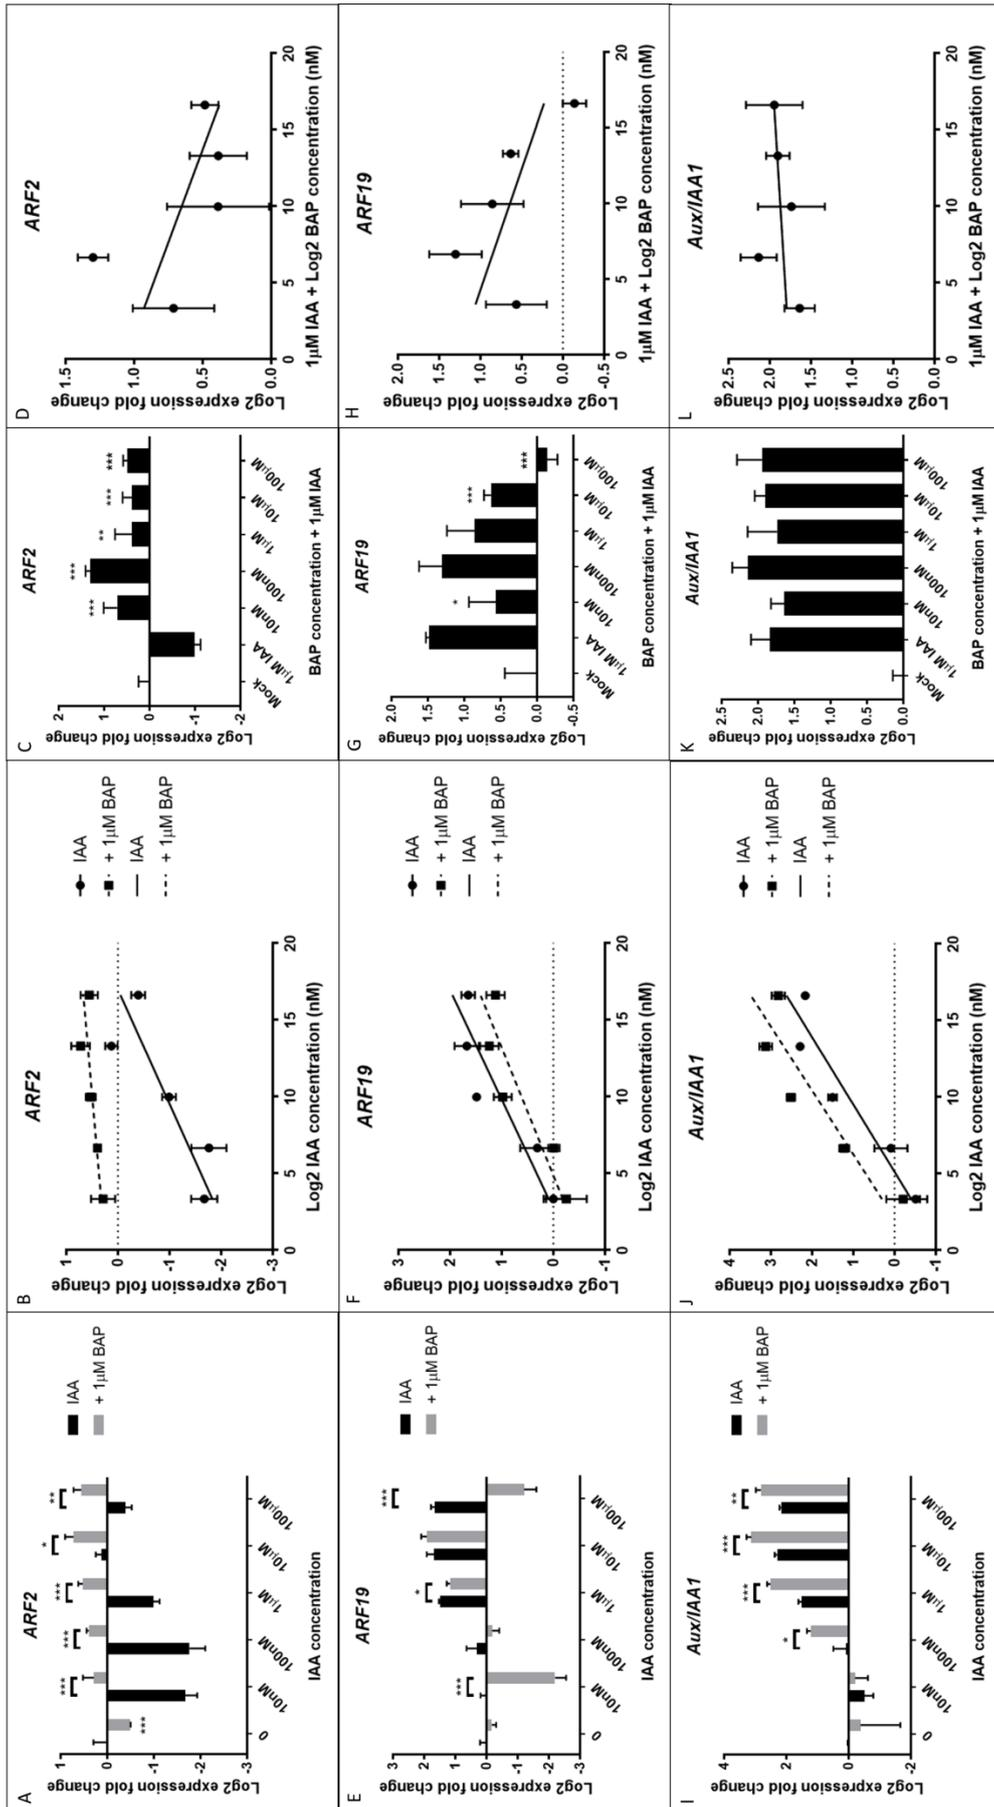 A
ARF2
Log2 expression fold change
1
0
-1
-2
-3
***
***
***
***
*
**
0
10nM
100nM
1µM
10µM
100µM
IAA concentration
IAA
+ 1µM BAP
B
ARF2
Log2 expression fold change
1
0
-1
-2
-3
0
5
10
15
20
Log2 IAA concentration (nM)
IAA
+ 1µM BAP
IAA
+ 1µM BAP
C
ARF2
Log2 expression fold change
2
1
0
-1
-2
***
***
**
***
***
Mock
1µM IAA
10nM
100nM
1µM
10µM
100µM
BAP concentration + 1µM IAA
D
ARF2
Log2 expression fold change
1.5
1.0
0.5
0.0
0
5
10
15
20
1µM IAA + Log2 BAP concentration (nM)
E
ARF19
Log2 expression fold change
3
2
1
0
-1
-2
-3
***
*
***
0
10nM
100nM
1µM
10µM
100µM
IAA concentration
IAA
+ 1µM BAP
F
ARF19
Log2 expression fold change
3
2
1
0
-1
0
5
10
15
20
Log2 IAA concentration (nM)
IAA
+ 1µM BAP
IAA
+ 1µM BAP
G
ARF19
Log2 expression fold change
2.0
1.5
1.0
0.5
0.0
-0.5
*
***
***
Mock
1µM IAA
10nM
100nM
1µM
10µM
100µM
BAP concentration + 1µM IAA
H
ARF19
Log2 expression fold change
2.0
1.5
1.0
0.5
0.0
-0.5
0
5
10
15
20
1µM IAA + Log2 BAP concentration (nM)
I
Aux/IAA1
Log2 expression fold change
4
2
0
-2
*
***
***
**
0
10nM
100nM
1µM
10µM
100µM
IAA concentration
IAA
+ 1µM BAP
J
Aux/IAA1
Log2 expression fold change
4
3
2
1
0
-1
0
5
10
15
20
Log2 IAA concentration (nM)
IAA
+ 1µM BAP
IAA
+ 1µM BAP
K
Aux/IAA1
Log2 expression fold change
2.5
2.0
1.5
1.0
0.5
0.0
Mock
1µM IAA
10nM
100nM
1µM
10µM
100µM
BAP concentration + 1µM IAA
L
Aux/IAA1
Log2 expression fold change
2.5
2.0
1.5
1.0
0.5
0.0
0
5
10
15
20
1µM IAA + Log2 BAP concentration (nM)